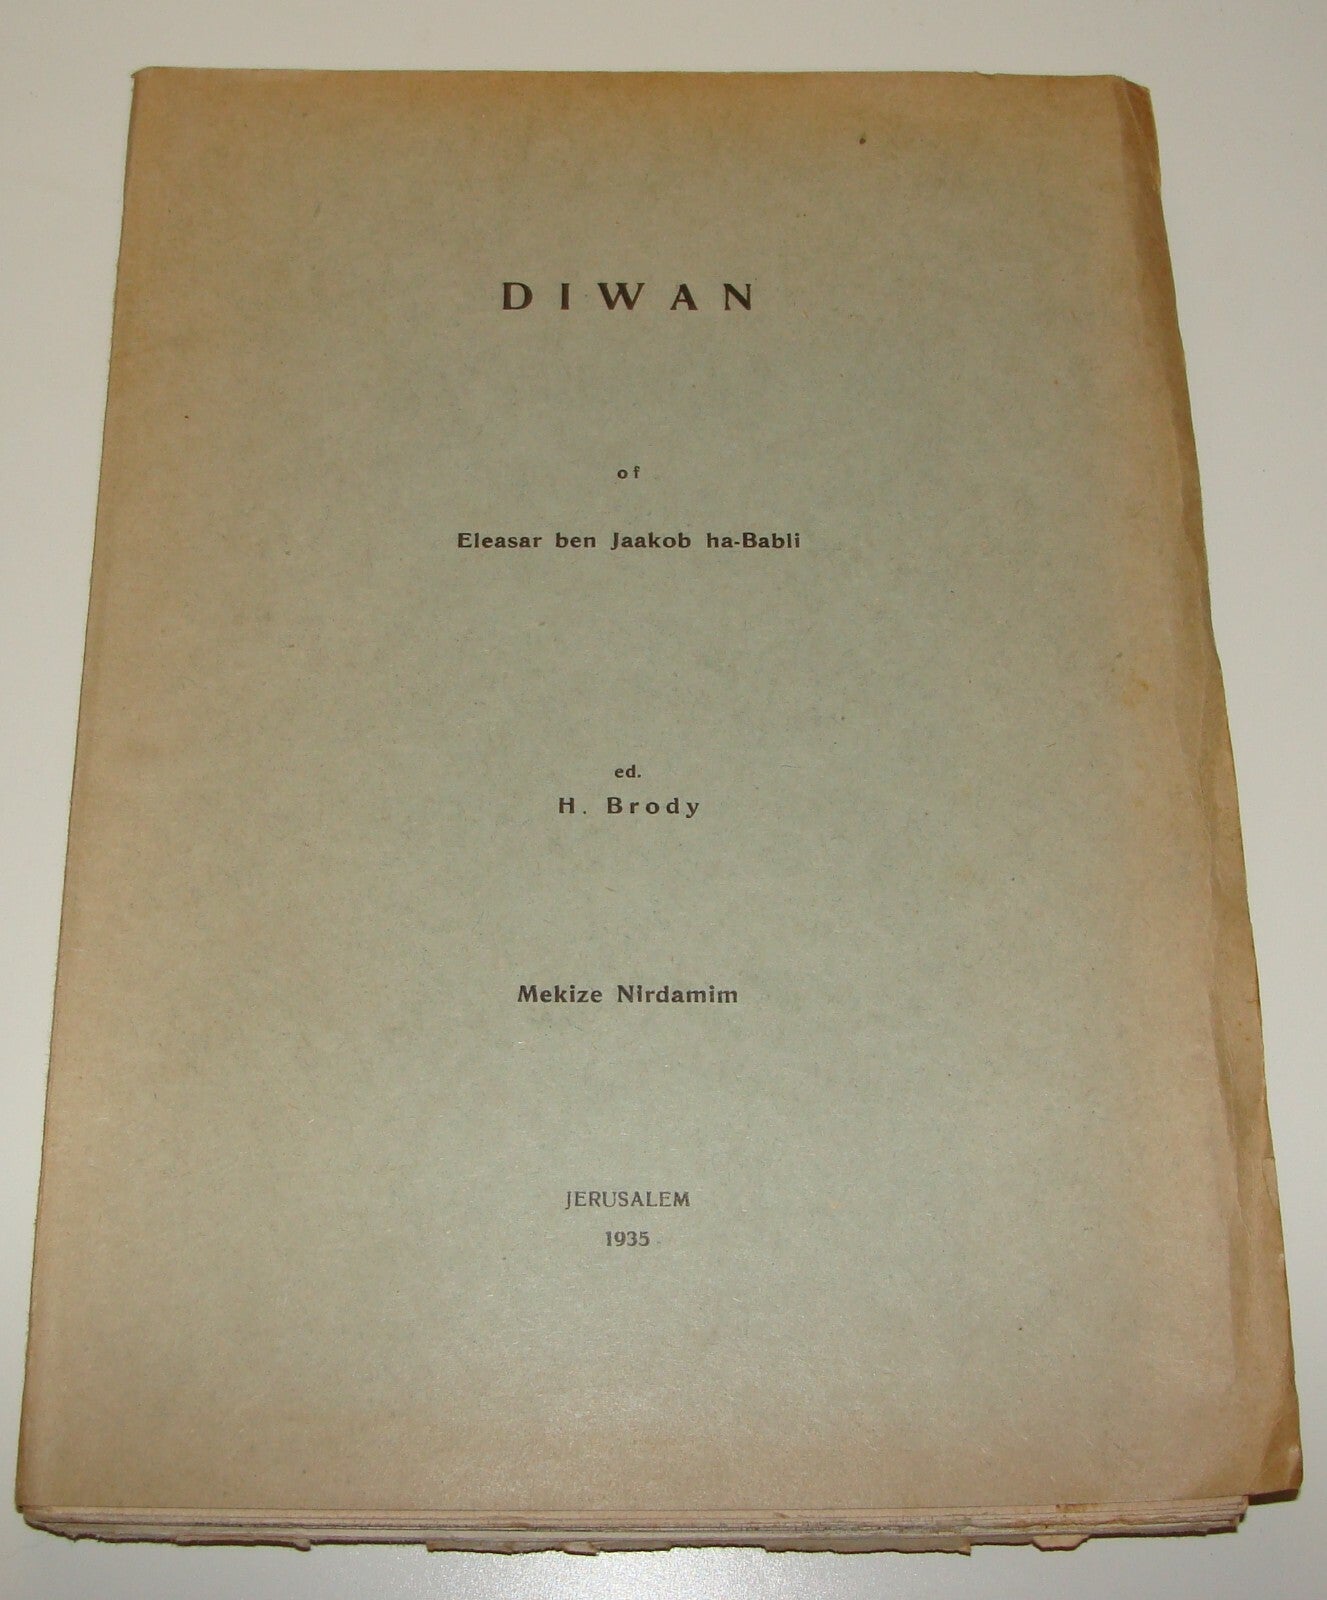 DIWAN
of
Eleasar ben Jaakob ha-Babli
ed.
H. Brody
Mekize Nirdamim
JERUSALEM
1935